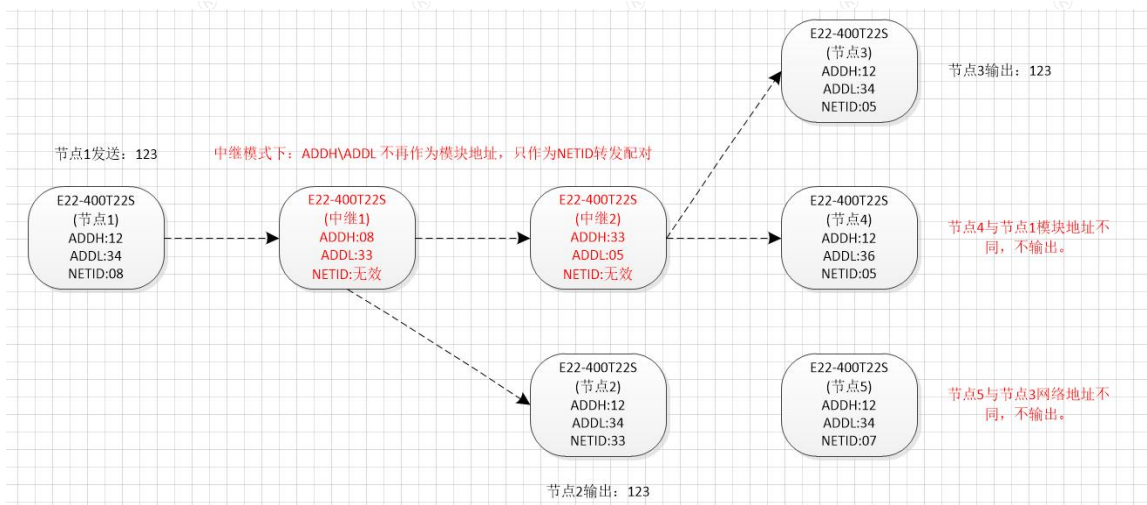 E22-400T22S
(节点3)
ADDH:12
ADDL:34
NETID:05
节点3输出：123
节点1发送：123
中继模式下：ADDH\ADDL 不再作为模块地址，只作为NETID转发配对
E22-400T22S
(节点1)
ADDH:12
ADDL:34
NETID:08
E22-400T22S
(中继1)
ADDH:08
ADDL:33
NETID:无效
E22-400T22S
(中继2)
ADDH:33
ADDL:05
NETID:无效
E22-400T22S
(节点4)
ADDH:12
ADDL:36
NETID:05
节点4与节点1模块地址不
同，不输出。
E22-400T22S
(节点2)
ADDH:12
ADDL:34
NETID:33
E22-400T22S
(节点5)
ADDH:12
ADDL:34
NETID:07
节点5与节点3网络地址不
同，不输出。
节点2输出：123